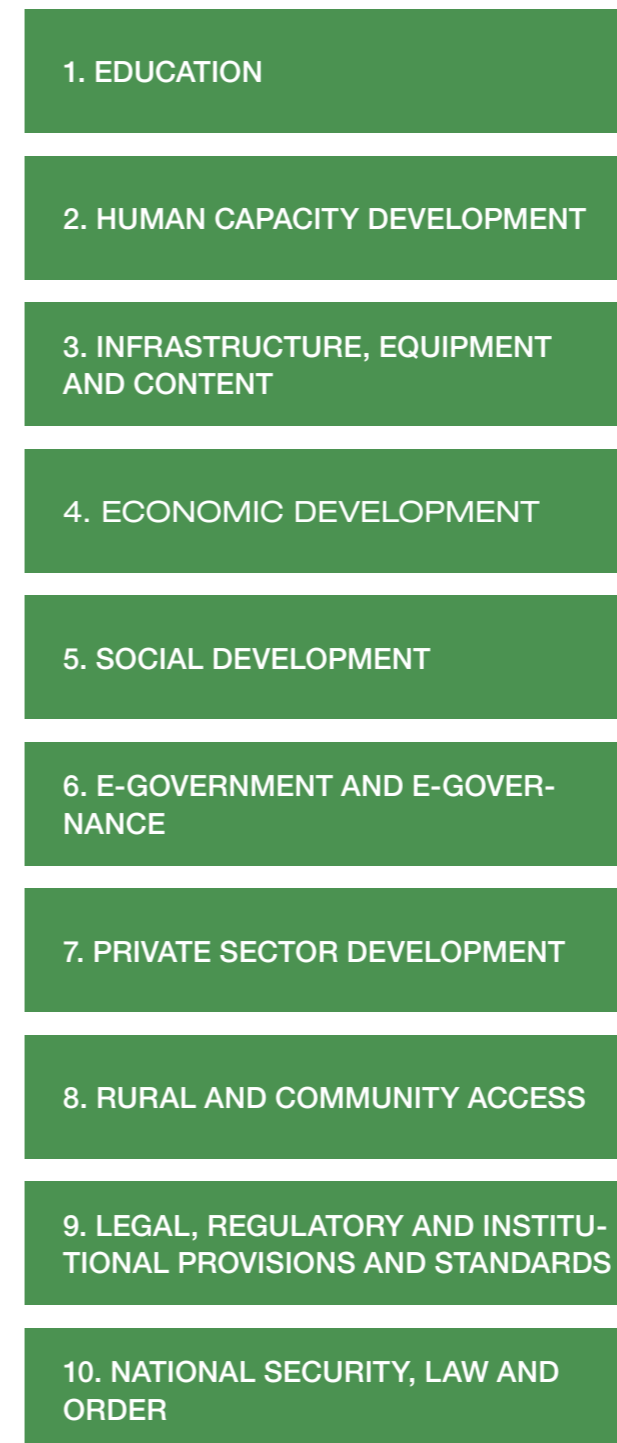 1. EDUCATION
2. HUMAN CAPACITY DEVELOPMENT
3. INFRASTRUCTURE, EQUIPMENT
AND CONTENT
4. ECONOMIC DEVELOPMENT
5. SOCIAL DEVELOPMENT
6. E-GOVERNMENT AND E-GOVER-
NANCE
7. PRIVATE SECTOR DEVELOPMENT
8. RURAL AND COMMUNITY ACCESS
9. LEGAL, REGULATORY AND INSTITU-
TIONAL PROVISIONS AND STANDARDS
10. NATIONAL SECURITY, LAW AND
ORDER